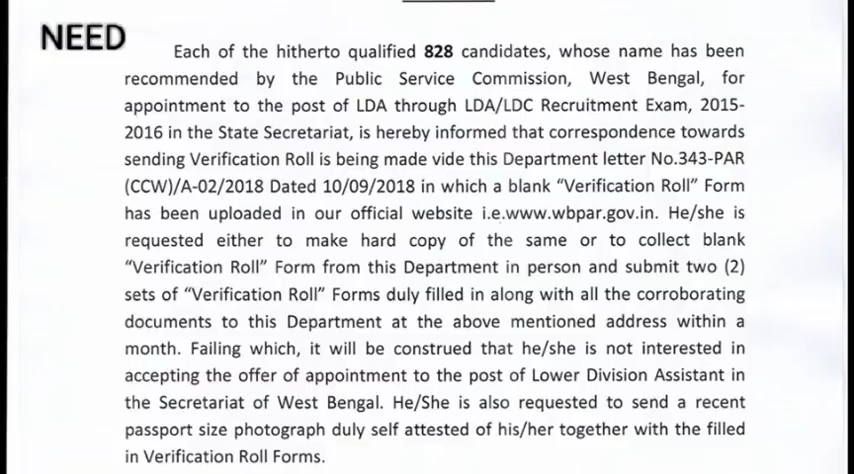 NEED
Each of the hitherto qualified 828 candidates, whose name has been
recommended by the Public Service Commission, West Bengal, for
appointment to the post of LDA through LDA/LDC Recruitment Exam, 2015-
2016 in the State Secretariat, is hereby informed that correspondence towards
sending Verification Roll is being made vide this Department letter No.343-PAR
(CCW)/A-02/2018 Dated 10/09/2018 in which a blank “Verification Roll” Form
has been uploaded in our official website i.e.www.wbpar.gov.in. He/she is
requested either to make hard copy of the same or to collect blank
“Verification Roll” Form from this Department in person and submit two (2)
sets of “Verification Roll” Forms duly filled in along with all the corroborating
documents to this Department at the above mentioned address within a
month. Failing which, it will be construed that he/she is not interested in
accepting the offer of appointment to the post of Lower Division Assistant in
the Secretariat of West Bengal. He/She is also requested to send a recent
passport size photograph duly self attested of his/her together with the filled
in Verification Roll Forms.